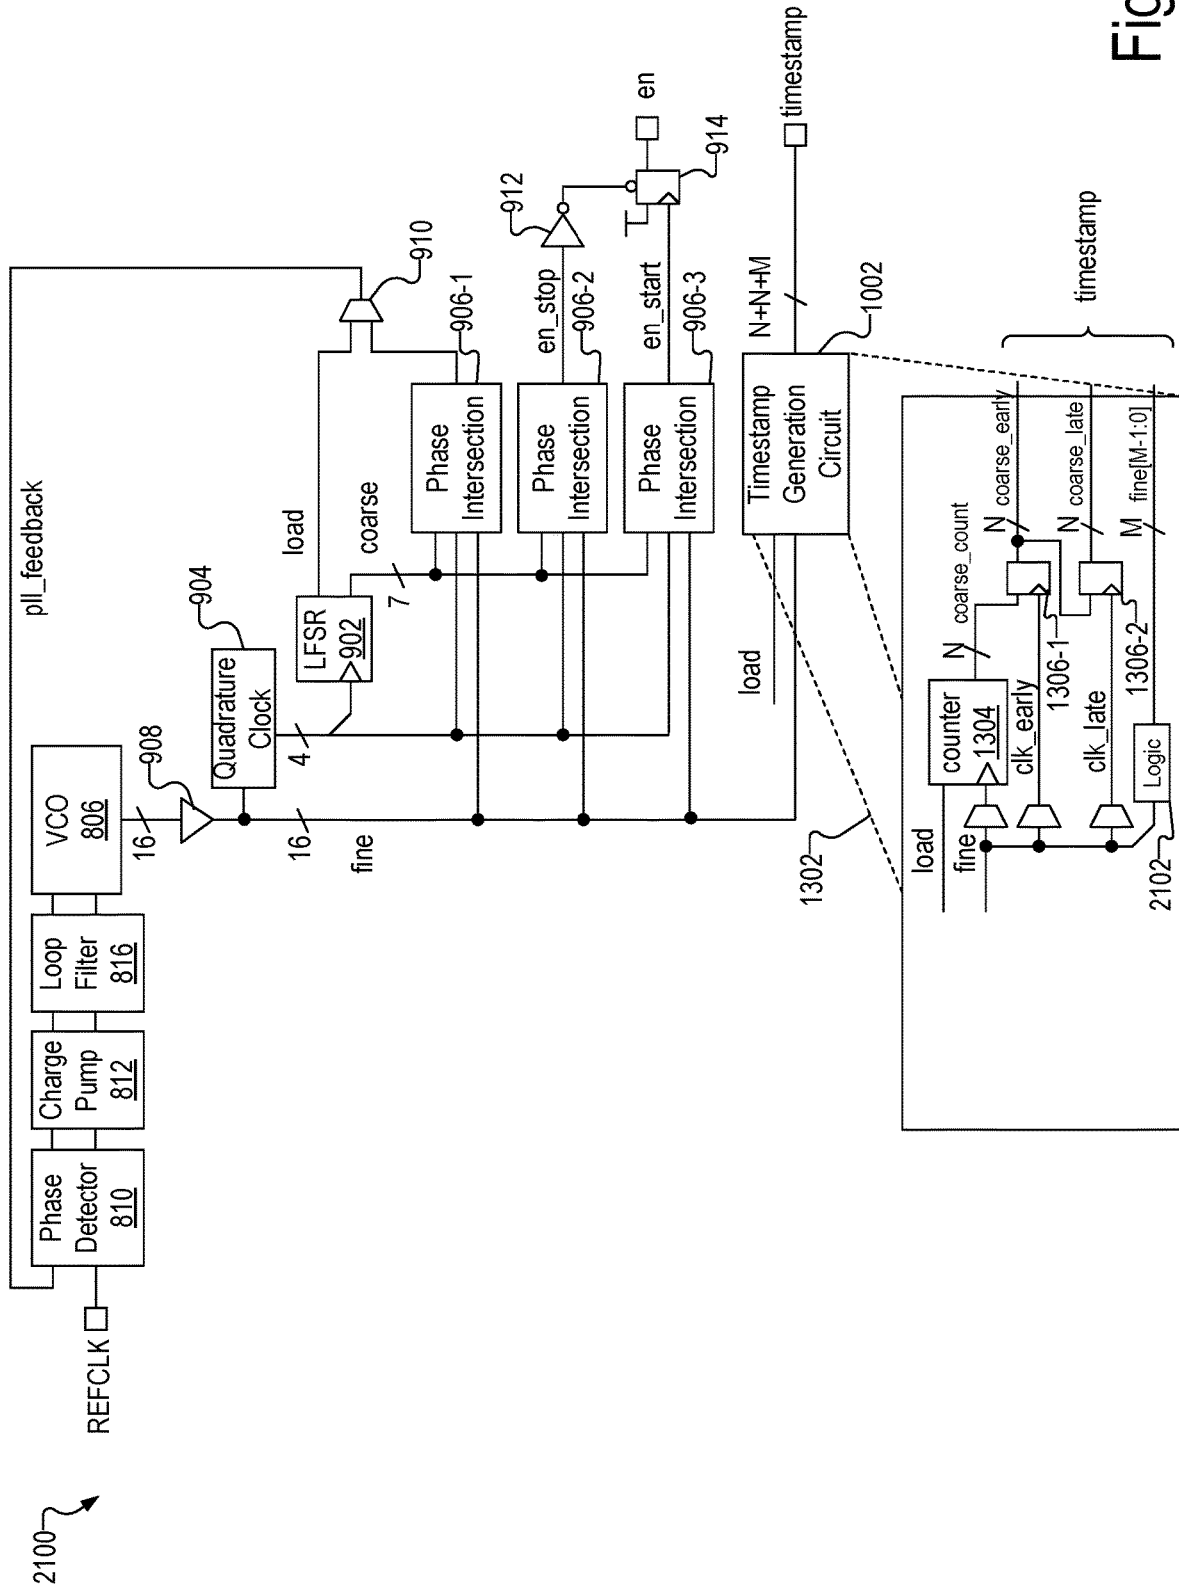 2100
REFCLK
Phase
Detector
810
Charge
Pump
812
Loop
Filter
816
VCO
806
pll_feedback
16
908
16
fine
Quadrature
Clock
904
4
LFSR
902
load
coarse
7
910
Phase
Intersection
906-1
Phase
Intersection
906-2
Phase
Intersection
906-3
en_stop
en_start
912
914
en
load
Timestamp
Generation
Circuit
1002
N+N+M
timestamp
1302
load
fine
counter
1304
clk_early
clk_late
N
coarse_count
1306-1
1306-2
Logic
2102
N
coarse_early
N
coarse_late
M
fine[M-1:0]
timestamp